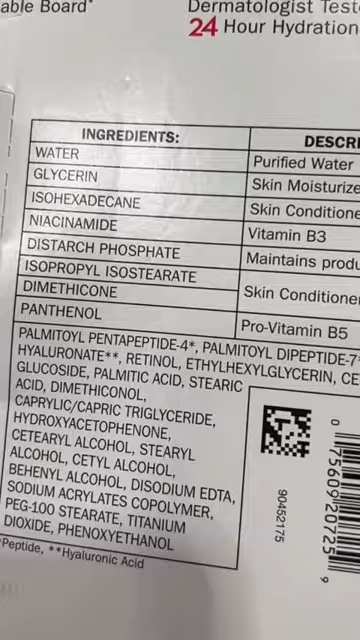 able Board*
Dermatologist Test
24 Hour Hydration
INGREDIENTS: DESCRI
WATER Purified Water
GLYCERIN Skin Moisturize
ISOHEXADECANE Skin Conditione
NIACINAMIDE Vitamin B3
DISTARCH PHOSPHATE Maintains produ
ISOPROPYL ISOSTEARATE
DIMETHICONE Skin Conditioner
PANTHENOL Pro-Vitamin B5
PALMITOYL PENTAPEPTIDE-4*, PALMITOYL DIPEPTIDE-7*
HYALURONATE**, RETINOL, ETHYLHEXYLGLYCERIN, CET
GLUCOSIDE, PALMITIC ACID, STEARIC
ACID, DIMETHICONOL,
CAPRYLIC/CAPRIC TRIGLYCERIDE,
HYDROXYACETOPHENONE,
CETEARYL ALCOHOL, STEARYL
ALCOHOL, CETYL ALCOHOL,
BEHENYL ALCOHOL, DISODIUM EDTA,
SODIUM ACRYLATES COPOLYMER,
PEG-100 STEARATE, TITANIUM
DIOXIDE, PHENOXYETHANOL
*Peptide, **Hyaluronic Acid
90452175
0 75609 20725 9